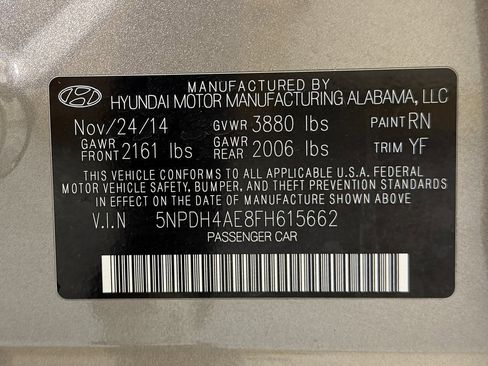 MANUFACTURED BY
HYUNDAI MOTOR MANUFACTURING ALABAMA, LLC
Nov/24/14 GVWR 3880 lbs PAINT RN
GAWR FRONT 2161 lbs GAWR REAR 2006 lbs TRIM YF
THIS VEHICLE CONFORMS TO ALL APPLICABLE U.S.A. FEDERAL
MOTOR VEHICLE SAFETY, BUMPER, AND THEFT PREVENTION STANDARDS
IN EFFECT ON THE DATE OF MANUFACTURE SHOWN ABOVE
V.I.N 5NPDH4AE8FH615662
PASSENGER CAR